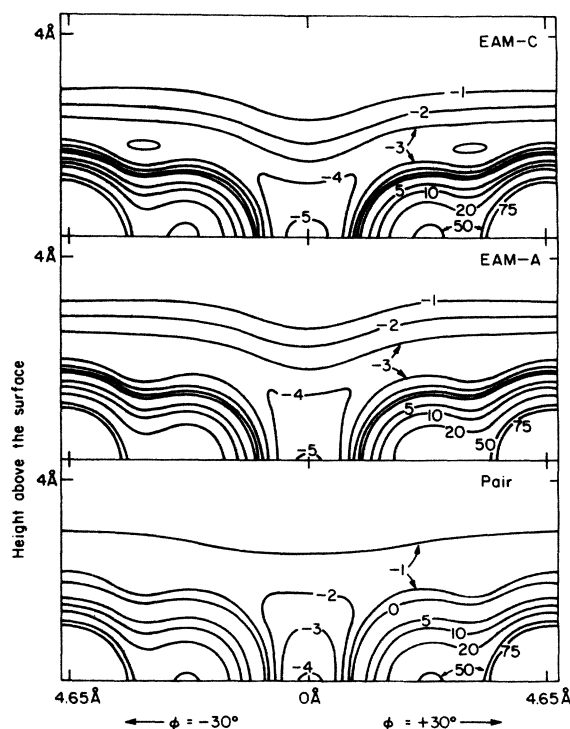 4Å
EAM-C
-1
-2
-3
-4
5
10
20
75
-5
50
4Å
EAM-A
-1
-2
-3
-4
5
10
20
75
50
-5
4Å
Pair
-1
-2
0
-3
5
10
20
75
-4
50
4.65Å
0Å
4.65Å
ϕ = -30°
ϕ = +30°
Height above the surface